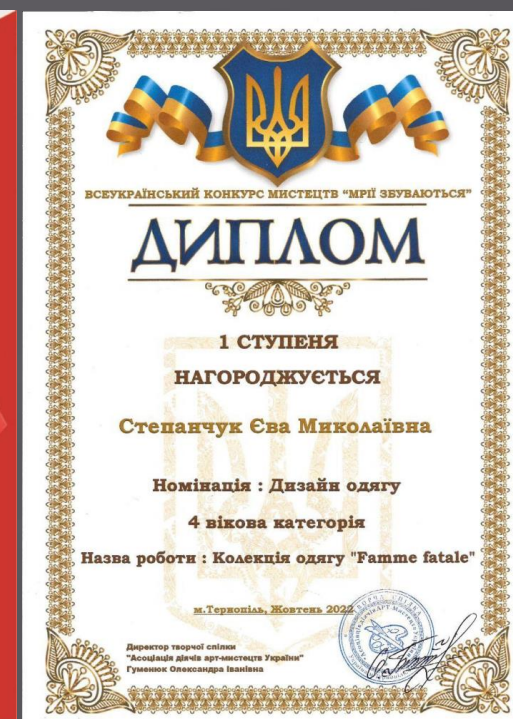 ВСЕУКРАЇНСЬКИЙ КОНКУРС МИСТЕЦТВ “МРІЇ ЗБУВАЮТЬСЯ”
ДИПЛОМ
1 СТУПЕНЯ
НАГОРОДЖУЄТЬСЯ
Степанчук Єва Миколаївна
Номінація : Дизайн одягу
4 вікова категорія
Назва роботи : Колекція одягу "Famme fatale"
м.Тернопіль, Жовтень 2022
Директор творчої спілки
"Асоціація діячів арт-мистецтв України"
Гуменюк Олександра Іванівна